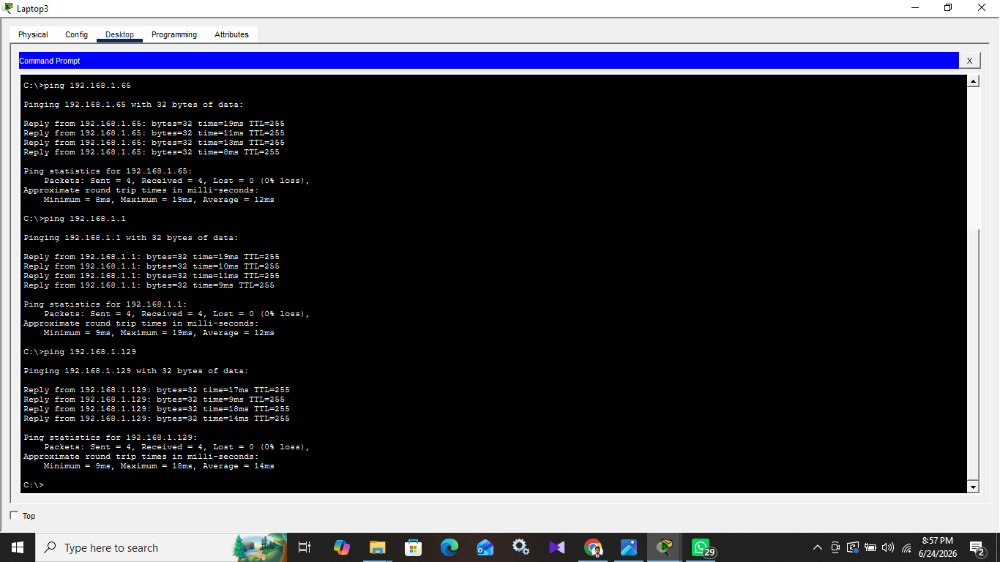 Laptop3
Physical Config Desktop Programming Attributes
Command Prompt
X
C:\>ping 192.168.1.65
Pinging 192.168.1.65 with 32 bytes of data:
Reply from 192.168.1.65: bytes=32 time=19ms TTL=255
Reply from 192.168.1.65: bytes=32 time=11ms TTL=255
Reply from 192.168.1.65: bytes=32 time=13ms TTL=255
Reply from 192.168.1.65: bytes=32 time=8ms TTL=255
Ping statistics for 192.168.1.65:
    Packets: Sent = 4, Received = 4, Lost = 0 (0% loss),
Approximate round trip times in milli-seconds:
    Minimum = 8ms, Maximum = 19ms, Average = 12ms
C:\>ping 192.168.1.1
Pinging 192.168.1.1 with 32 bytes of data:
Reply from 192.168.1.1: bytes=32 time=19ms TTL=255
Reply from 192.168.1.1: bytes=32 time=10ms TTL=255
Reply from 192.168.1.1: bytes=32 time=11ms TTL=255
Reply from 192.168.1.1: bytes=32 time=9ms TTL=255
Ping statistics for 192.168.1.1:
    Packets: Sent = 4, Received = 4, Lost = 0 (0% loss),
Approximate round trip times in milli-seconds:
    Minimum = 9ms, Maximum = 19ms, Average = 12ms
C:\>ping 192.168.1.129
Pinging 192.168.1.129 with 32 bytes of data:
Reply from 192.168.1.129: bytes=32 time=17ms TTL=255
Reply from 192.168.1.129: bytes=32 time=9ms TTL=255
Reply from 192.168.1.129: bytes=32 time=18ms TTL=255
Reply from 192.168.1.129: bytes=32 time=14ms TTL=255
Ping statistics for 192.168.1.129:
    Packets: Sent = 4, Received = 4, Lost = 0 (0% loss),
Approximate round trip times in milli-seconds:
    Minimum = 9ms, Maximum = 18ms, Average = 14ms
C:\>
Top
Type here to search
29
8:57 PM
6/24/2026
2